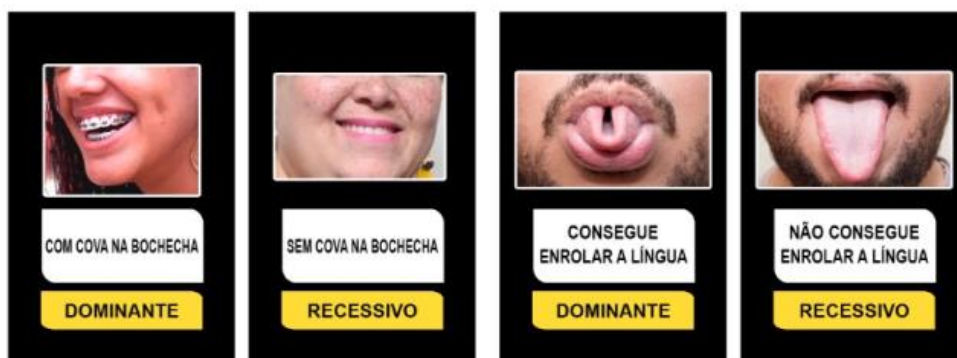 COM COVA NA BOCHECHA
DOMINANTE
SEM COVA NA BOCHECHA
RECESSIVO
CONSEGUE
ENROLAR A LÍNGUA
DOMINANTE
NÃO CONSEGUE
ENROLAR A LÍNGUA
RECESSIVO